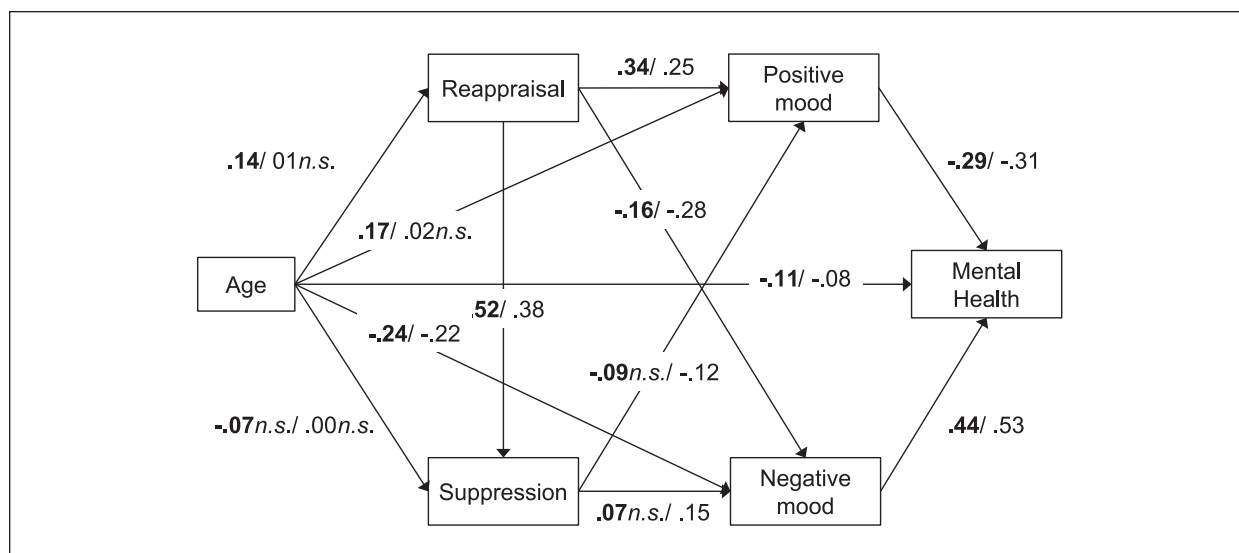 Reappraisal
.34/ .25
Positive
mood
.14/ 01n.s.
-.29/ -.31
-.16/ -.28
.17/ .02n.s.
Age
-.11/ -.08
Mental
Health
.52/ .38
-.24/ -.22
-.09n.s./ -.12
-.07n.s./ .00n.s.
.44/ .53
Suppression
.07n.s./ .15
Negative
mood